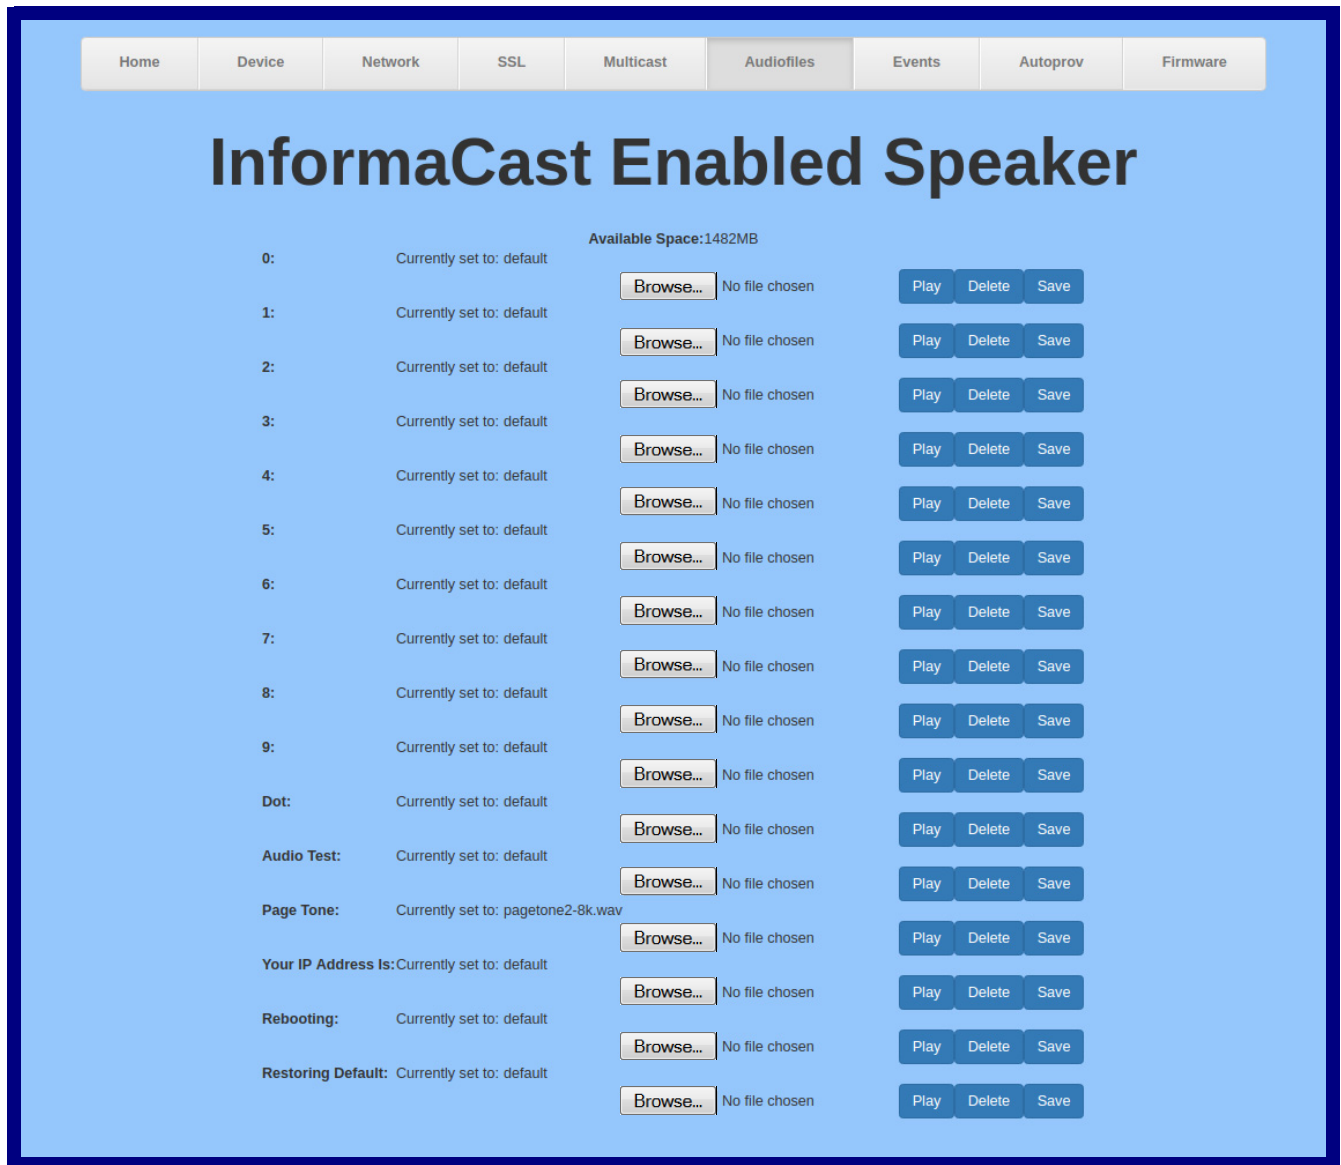 Home Device Network SSL Multicast Audiofiles Events Autoprov Firmware
InformaCast Enabled Speaker
Available Space:1482MB
0: Currently set to: default
Browse... No file chosen Play Delete Save
1: Currently set to: default
Browse... No file chosen Play Delete Save
2: Currently set to: default
Browse... No file chosen Play Delete Save
3: Currently set to: default
Browse... No file chosen Play Delete Save
4: Currently set to: default
Browse... No file chosen Play Delete Save
5: Currently set to: default
Browse... No file chosen Play Delete Save
6: Currently set to: default
Browse... No file chosen Play Delete Save
7: Currently set to: default
Browse... No file chosen Play Delete Save
8: Currently set to: default
Browse... No file chosen Play Delete Save
9: Currently set to: default
Browse... No file chosen Play Delete Save
Dot: Currently set to: default
Browse... No file chosen Play Delete Save
Audio Test: Currently set to: default
Browse... No file chosen Play Delete Save
Page Tone: Currently set to: pagetone2-8k.wav
Browse... No file chosen Play Delete Save
Your IP Address Is: Currently set to: default
Browse... No file chosen Play Delete Save
Rebooting: Currently set to: default
Browse... No file chosen Play Delete Save
Restoring Default: Currently set to: default
Browse... No file chosen Play Delete Save